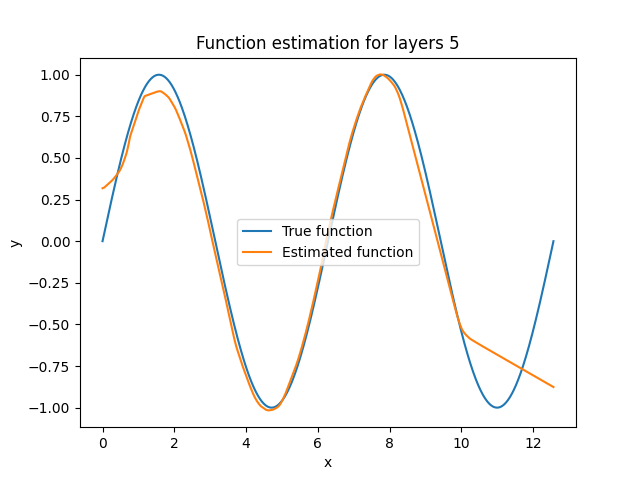 Function estimation for layers 5
1.00
0.75
0.50
0.25
0.00
−0.25
−0.50
−0.75
−1.00
y
True function
Estimated function
0 2 4 6 8 10 12
x